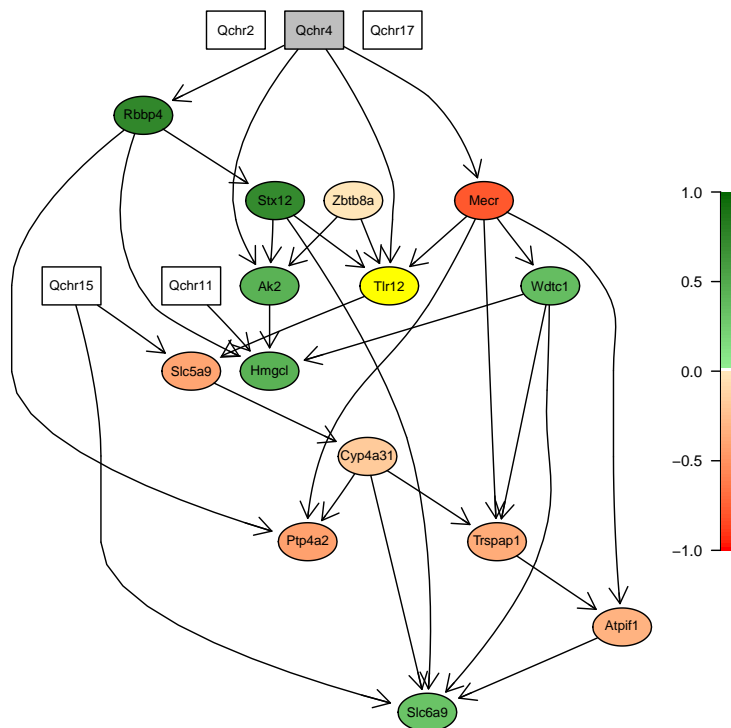 Qchr2
Qchr4
Qchr17
Rbbp4
Stx12
Zbtb8a
Mecr
Qchr15
Qchr11
Ak2
Tlr12
Wdtc1
Slc5a9
Hmgcl
Cyp4a31
Ptp4a2
Trspap1
Atpif1
Slc6a9
1.0
0.5
0.0
−0.5
−1.0